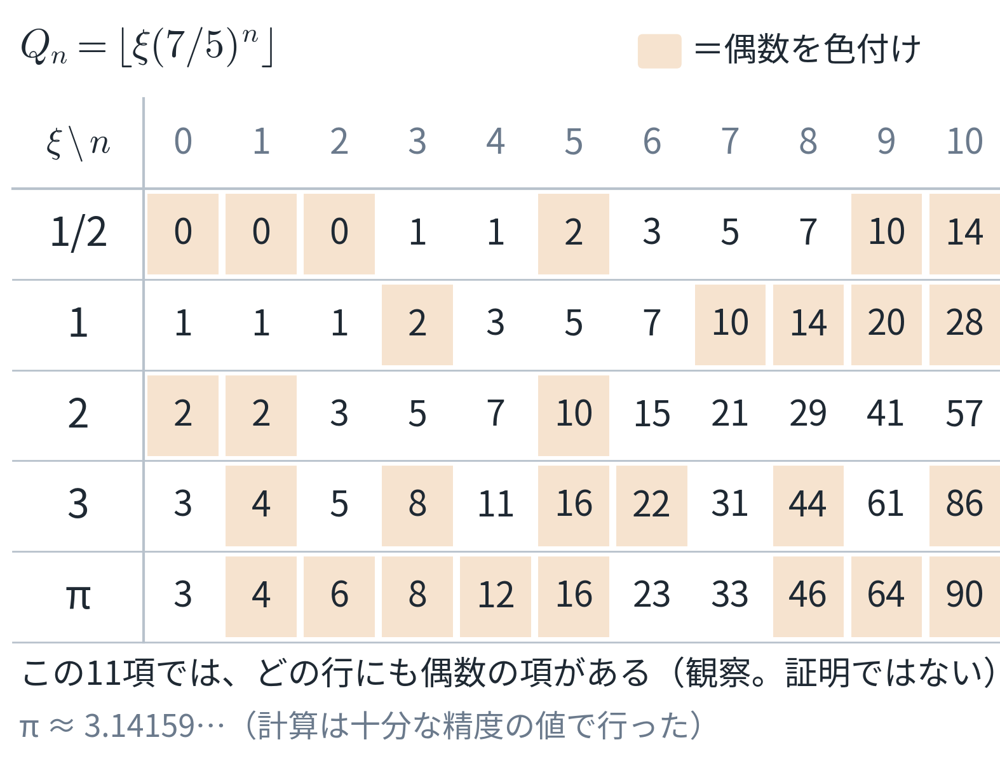 Qₙ = ⌊ξ(7/5)ⁿ⌋
＝偶数を色付け
ξ \ n 0 1 2 3 4 5 6 7 8 9 10
1/2 0 0 0 1 1 2 3 5 7 10 14
1 1 1 1 2 3 5 7 10 14 20 28
2 2 2 3 5 7 10 15 21 29 41 57
3 3 4 5 8 11 16 22 31 44 61 86
π 3 4 6 8 12 16 23 33 46 64 90
この11項では、どの行にも偶数の項がある（観察。証明ではない）
π ≈ 3.14159⋯（計算は十分な精度の値で行った）